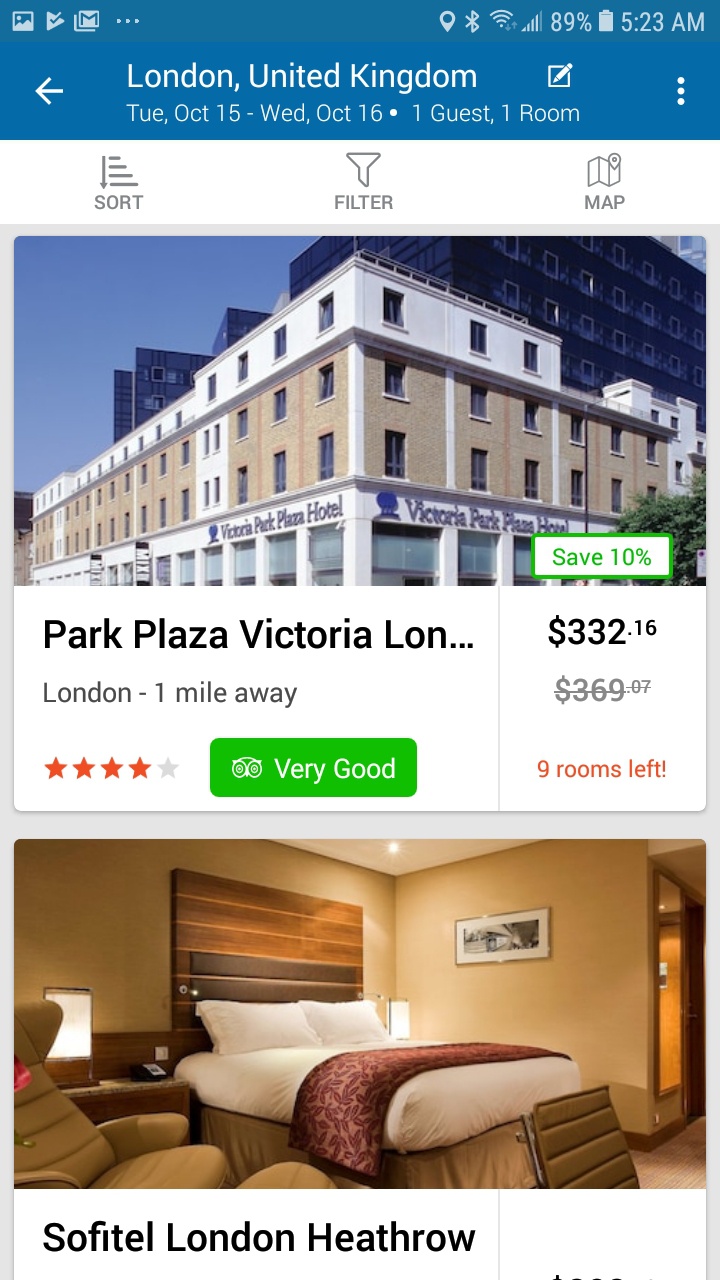 89% 5:23 AM
London, United Kingdom
Tue, Oct 15 - Wed, Oct 16 • 1 Guest, 1 Room
SORT FILTER MAP
Victoria Park Plaza Hotel Victoria Park Plaza Hotel
Save 10%
Park Plaza Victoria Lon... $332.16
London - 1 mile away $369.07
Very Good 9 rooms left!
Sofitel London Heathrow